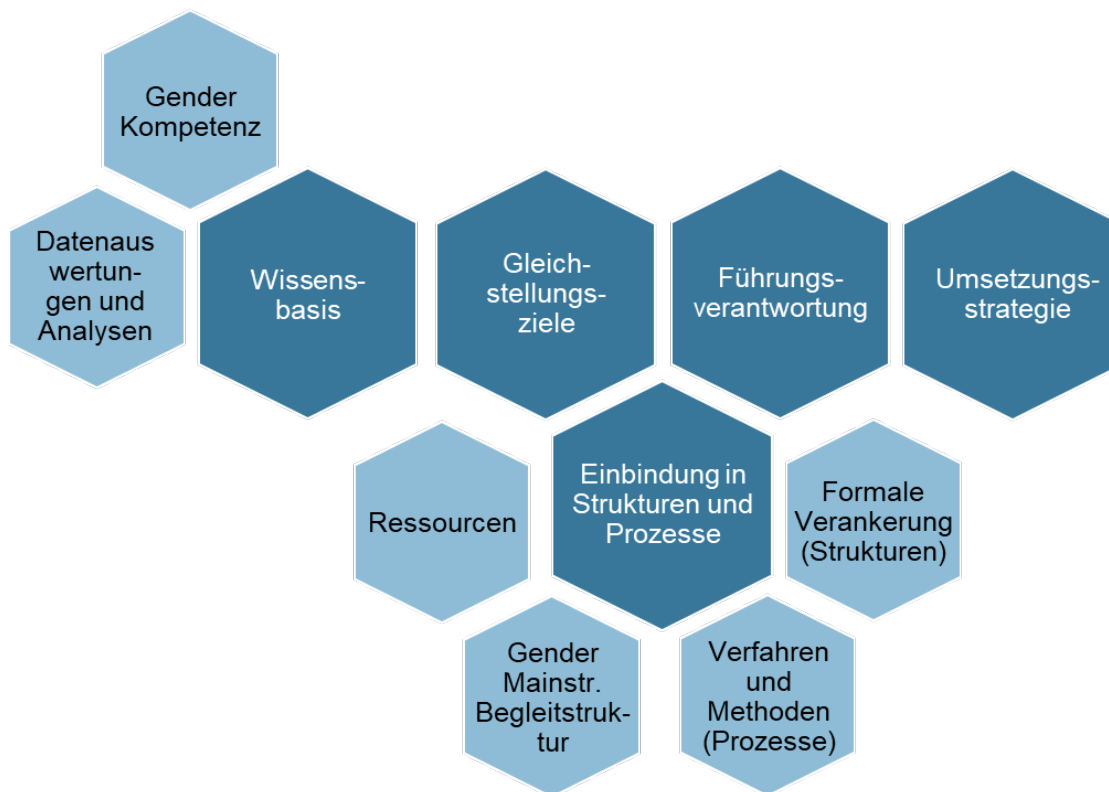 Gender
Kompetenz
Datenaus
wertun-
gen und
Analysen
Wissens-
basis
Gleich-
stellungs-
ziele
Führungs-
verantwortung
Umsetzungs-
strategie
Ressourcen
Einbindung in
Strukturen und
Prozesse
Formale
Verankerung
(Strukturen)
Gender
Mainstr.
Begleitstruk-
tur
Verfahren
und
Methoden
(Prozesse)